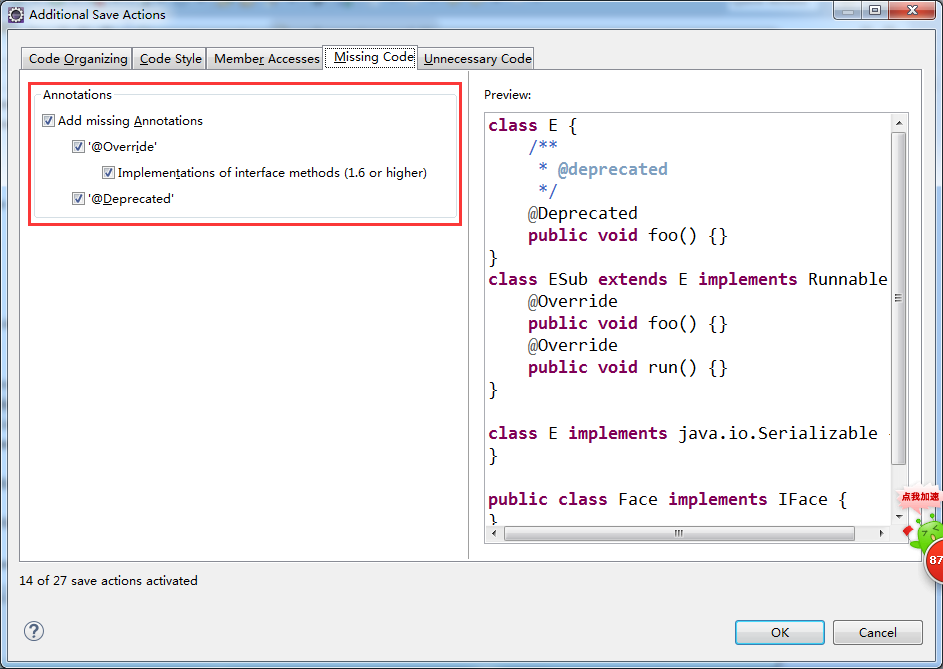 Additional Save Actions
Code Organizing
Code Style
Member Accesses
Missing Code
Unnecessary Code
Annotations
Add missing Annotations
'@Override'
Implementations of interface methods (1.6 or higher)
'@Deprecated'
Preview:
class E {
/**
* @deprecated
*/
@Deprecated
public void foo() {}
}
class ESub extends E implements Runnable
@Override
public void foo() {}
@Override
public void run() {}
}
class E implements java.io.Serializable
}
public class Face implements IFace {
}
点我加速
87
14 of 27 save actions activated
?
OK
Cancel